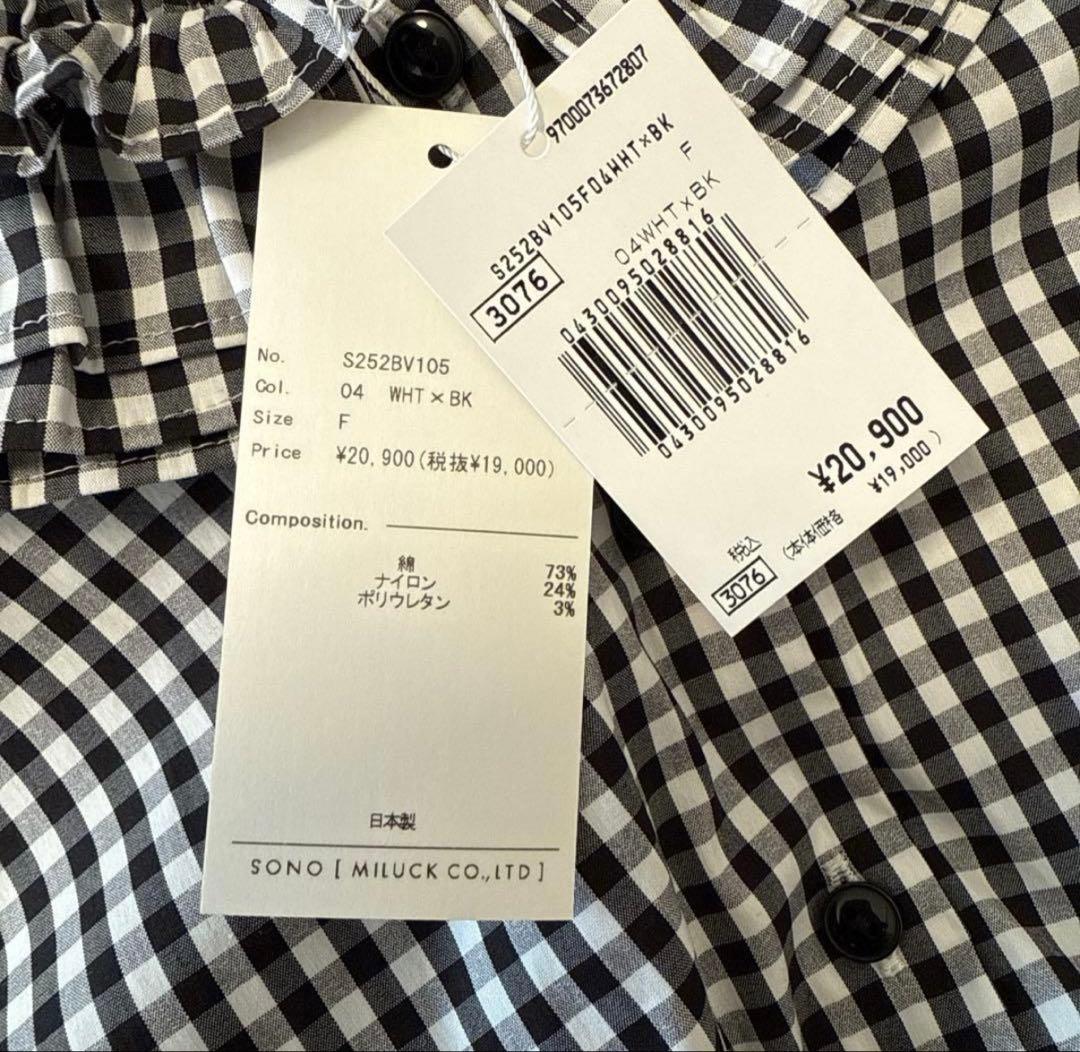 No. S252BV105
Col. 04 WHT×BK
Size F
Price ¥20,900(税抜¥19,000)
Composition.
綿 73%
ナイロン 24%
ポリウレタン 3%
日本製
SONO [ MILUCK CO.,LTD ]
9700073672807
S252BV105F04WHT×BK
F
3076
04WHT×BK
0430095028816
0430095028816
¥20,900
税込
(本体価格 ¥19,000)
3076